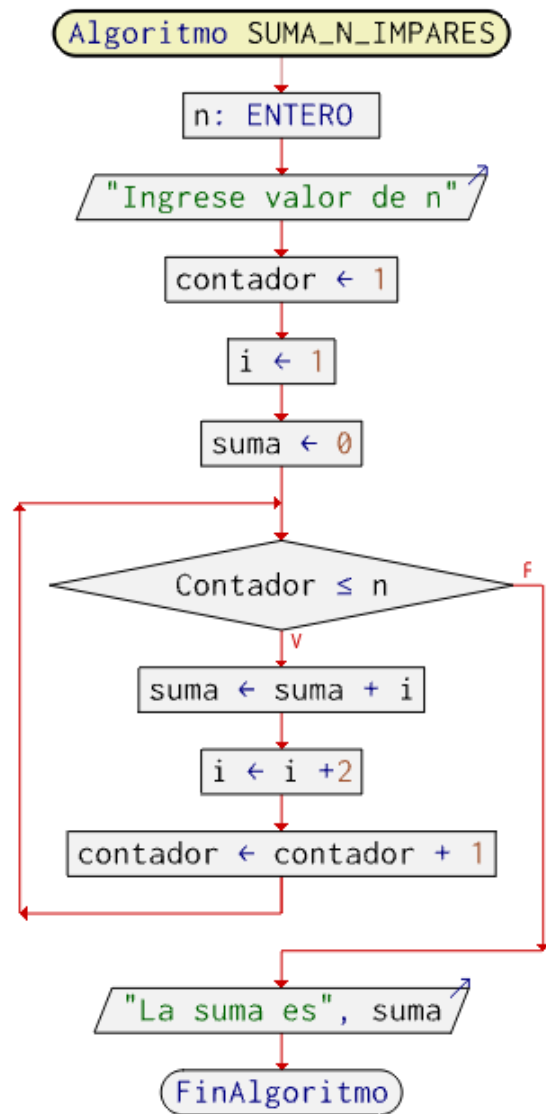 Algoritmo SUMA_N_IMPARES
n: ENTERO
"Ingrese valor de n"
contador ← 1
i ← 1
suma ← 0
Contador ≤ n
F
V
suma ← suma + i
i ← i +2
contador ← contador + 1
"La suma es", suma
FinAlgoritmo